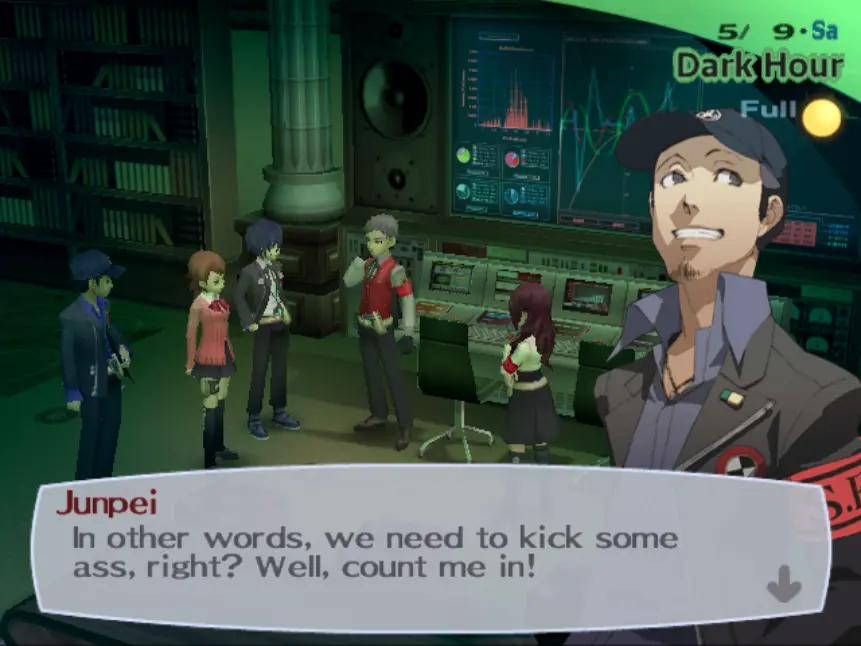 5/ 9・Sa
Dark Hour
Full
Junpei
In other words, we need to kick some
ass, right? Well, count me in!